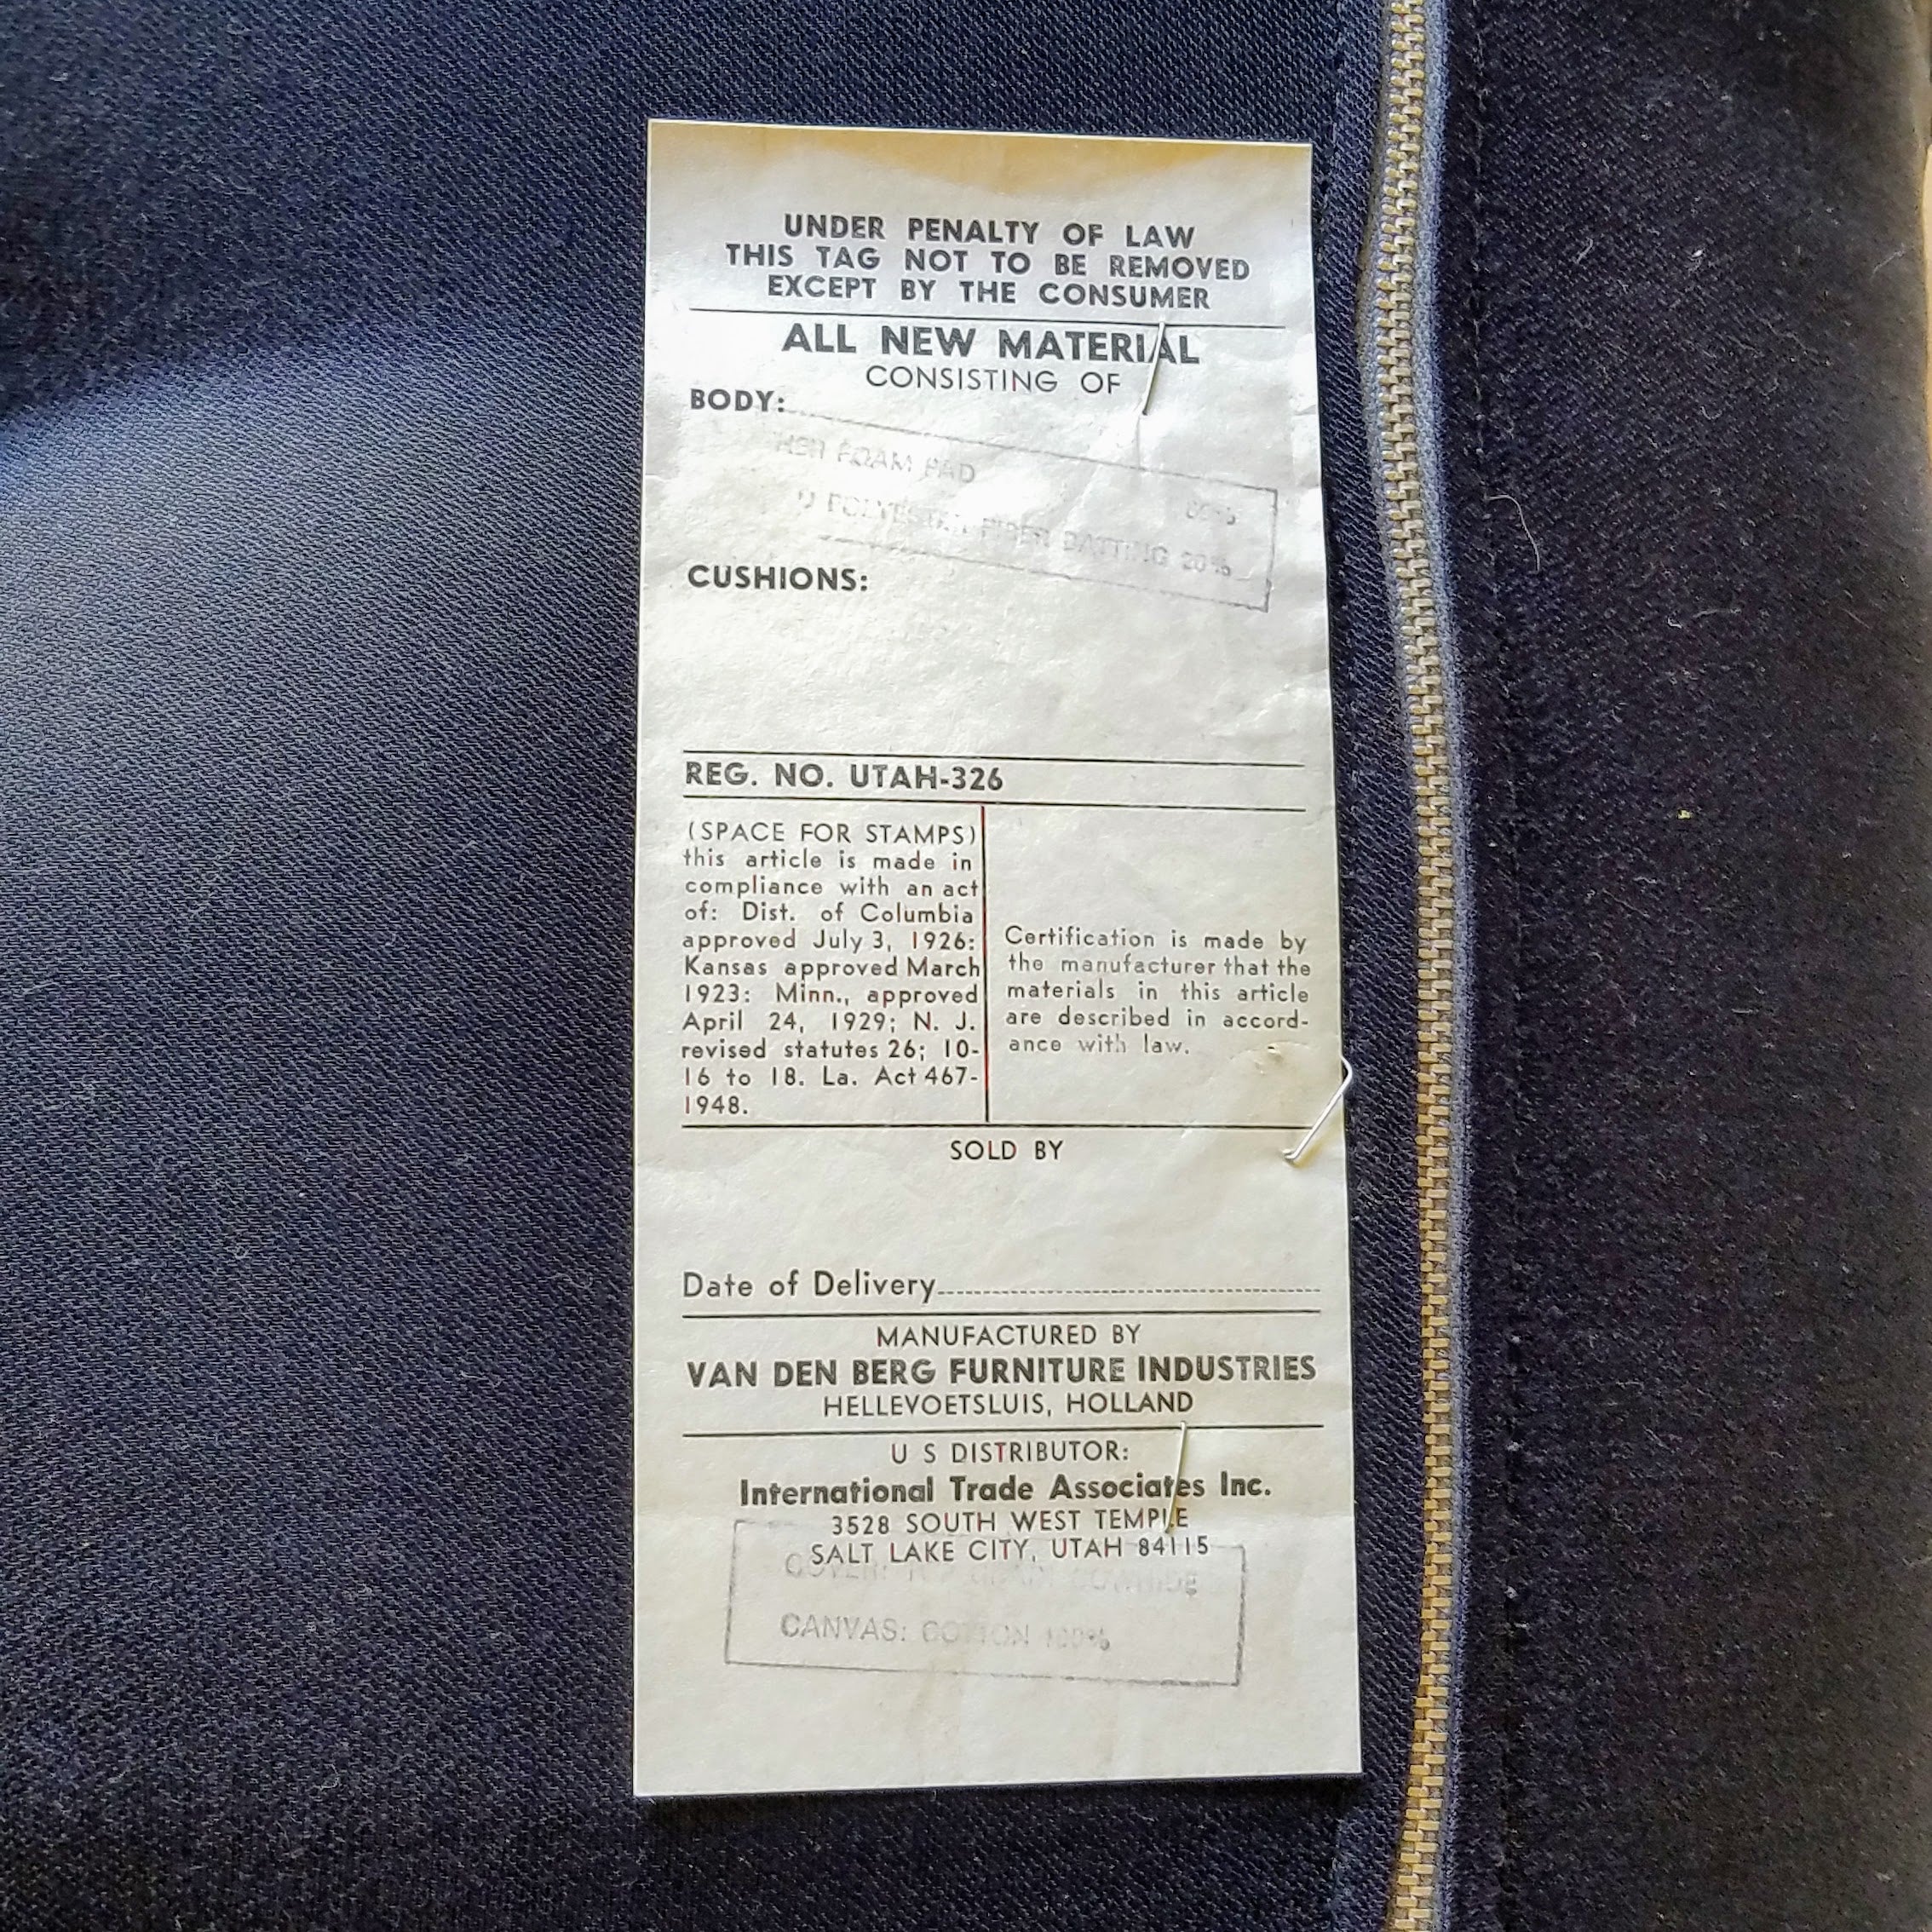 UNDER PENALTY OF LAW
THIS TAG NOT TO BE REMOVED
EXCEPT BY THE CONSUMER
ALL NEW MATERIAL
CONSISTING OF
BODY:
FOAM PAD
POLYESTER FIBER BATTING 20%
CUSHIONS:
REG. NO. UTAH-326
(SPACE FOR STAMPS)
this article is made in
compliance with an act
of: Dist. of Columbia
approved July 3, 1926:
Kansas approved March
1923: Minn., approved
April 24, 1929; N. J.
revised statutes 26; 10-
16 to 18. La. Act 467-
1948.
Certification is made by
the manufacturer that the
materials in this article
are described in accord-
ance with law.
SOLD BY
Date of Delivery
MANUFACTURED BY
VAN DEN BERG FURNITURE INDUSTRIES
HELLEVOETSLUIS, HOLLAND
U S DISTRIBUTOR:
International Trade Associates Inc.
3528 SOUTH WEST TEMPLE
SALT LAKE CITY, UTAH 84115
CANVAS: COTTON 100%